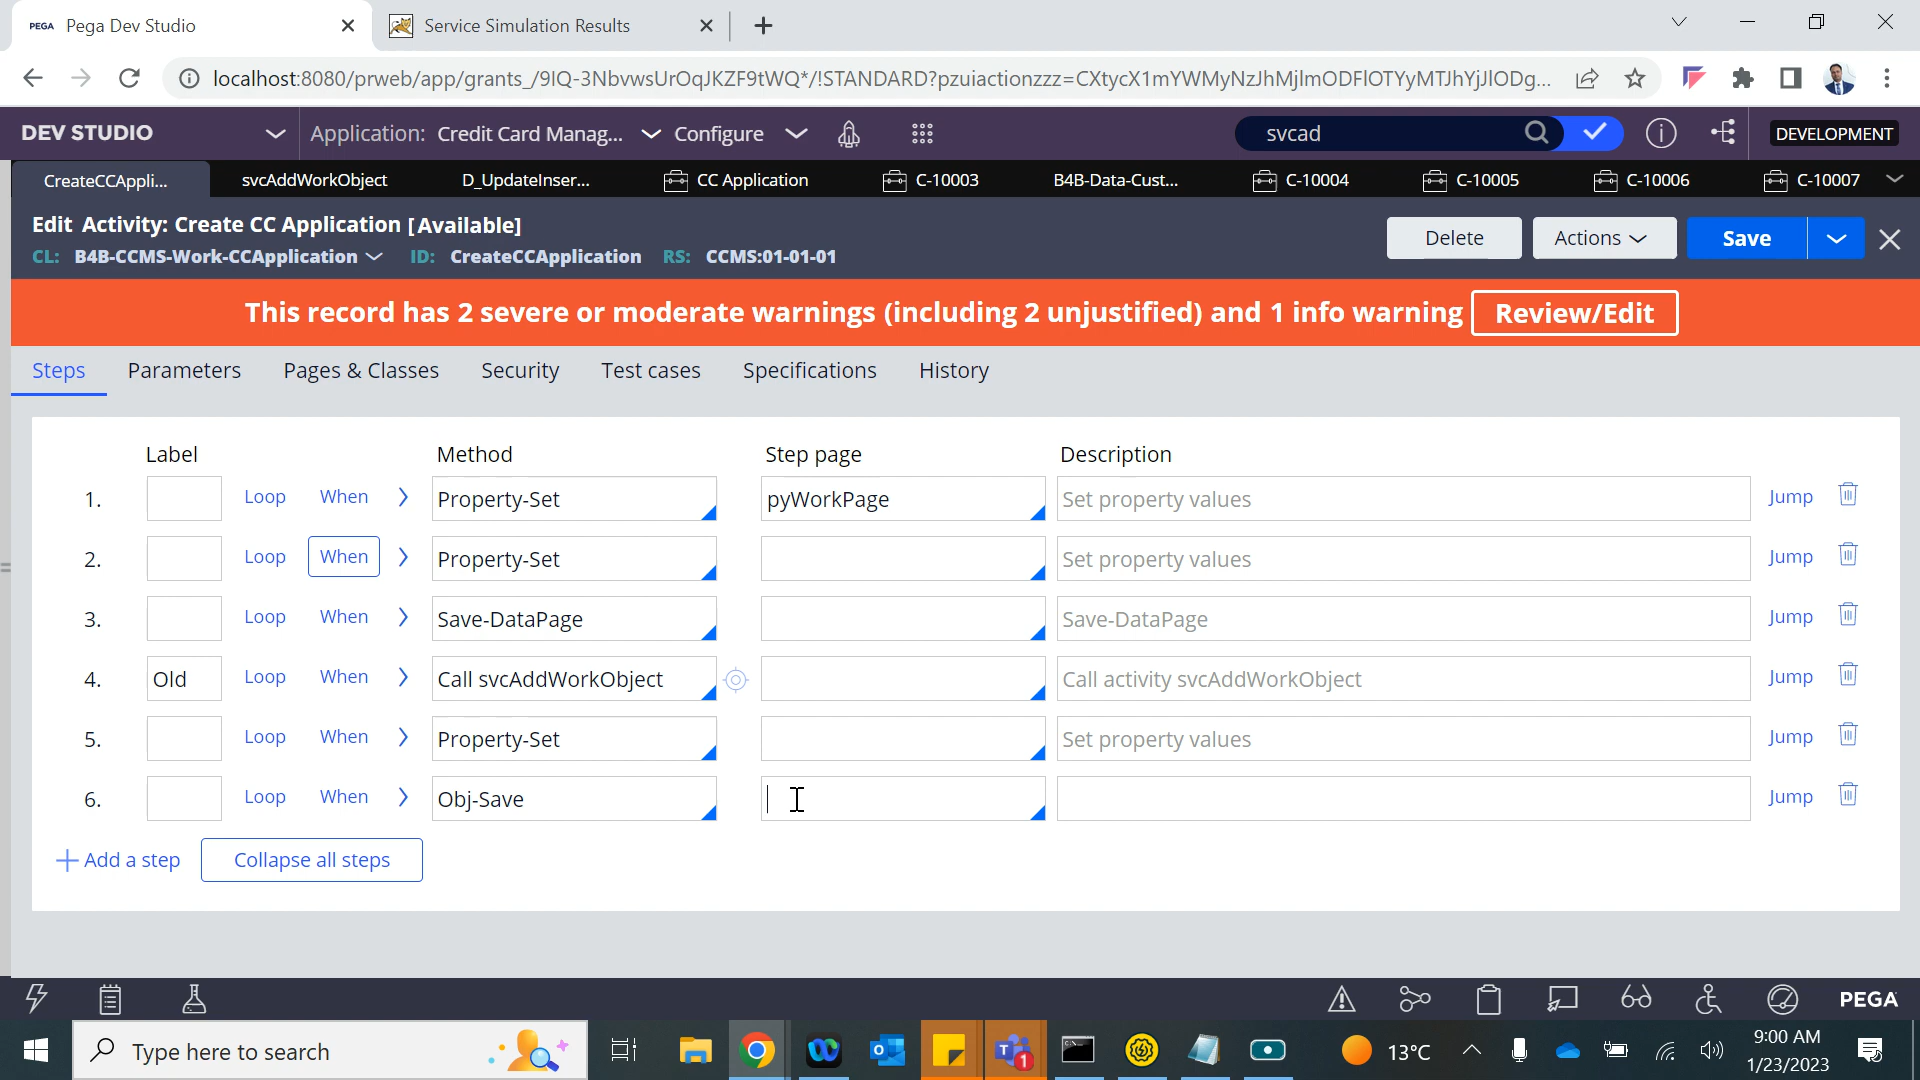 PEGA Pega Dev Studio
Service Simulation Results
localhost:8080/prweb/app/grants_/9IQ-3NbvwsUrOqJKZF9tWQ*/!STANDARD?pzuiactionzzz=CXtycX1mYWMyNzJhMjlmODFlOTYyMTJhYjJlODg...
DEV STUDIO
Application: Credit Card Manag...
Configure
svcad
DEVELOPMENT
CreateCCAppli...
svcAddWorkObject
D_UpdateInser...
CC Application
C-10003
B4B-Data-Cust...
C-10004
C-10005
C-10006
C-10007
Edit Activity: Create CC Application [Available]
CL: B4B-CCMS-Work-CCApplication ID: CreateCCApplication RS: CCMS:01-01-01
Delete
Actions
Save
This record has 2 severe or moderate warnings (including 2 unjustified) and 1 info warning Review/Edit
Steps
Parameters
Pages & Classes
Security
Test cases
Specifications
History
Label Method Step page Description
1. Loop When Property-Set pyWorkPage Set property values Jump
2. Loop When Property-Set Set property values Jump
3. Loop When Save-DataPage Save-DataPage Jump
4. Old Loop When Call svcAddWorkObject Call activity svcAddWorkObject Jump
5. Loop When Property-Set Set property values Jump
6. Loop When Obj-Save Jump
Add a step
Collapse all steps
PEGA
Type here to search
1
13°C
9:00 AM
1/23/2023